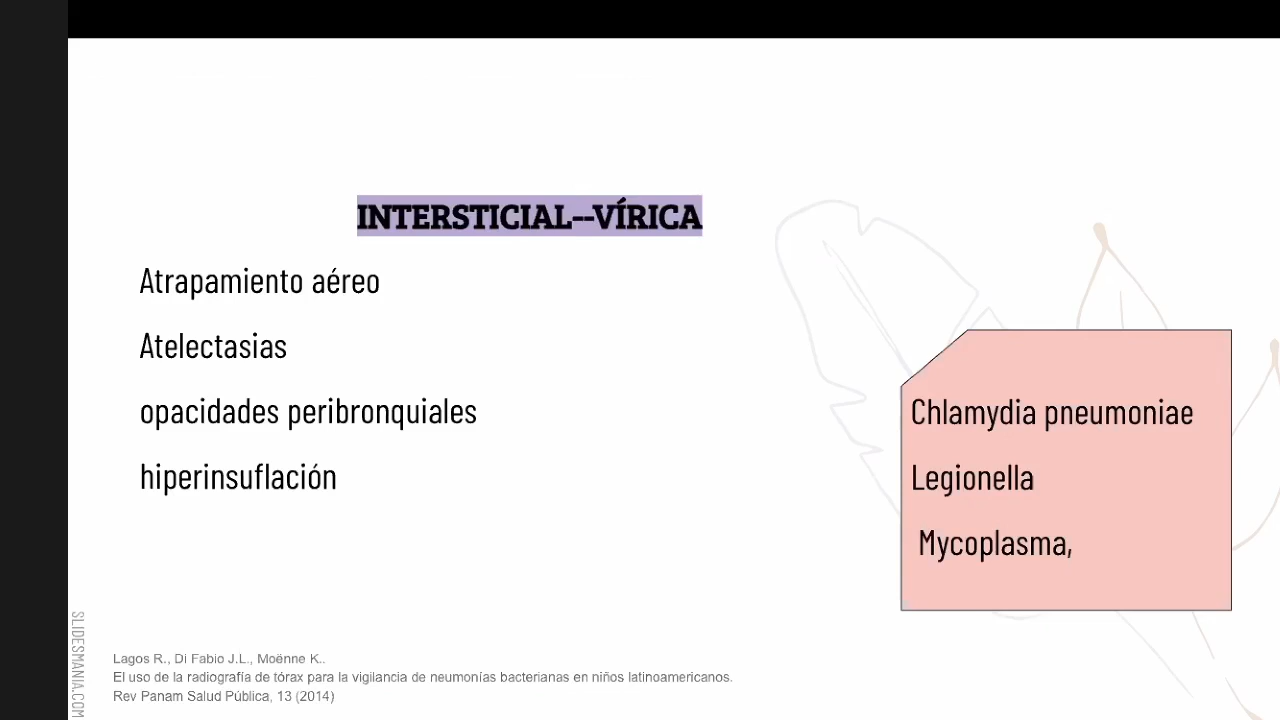 INTERSTICIAL--VÍRICA
Atrapamiento aéreo
Atelectasias
opacidades peribronquiales
hiperinsuflación
Chlamydia pneumoniae
Legionella
Mycoplasma,
SLIDESMANIA.COM
Lagos R., Di Fabio J.L., Moënne K..
El uso de la radiografía de tórax para la vigilancia de neumonías bacterianas en niños latinoamericanos.
Rev Panam Salud Pública, 13 (2014)